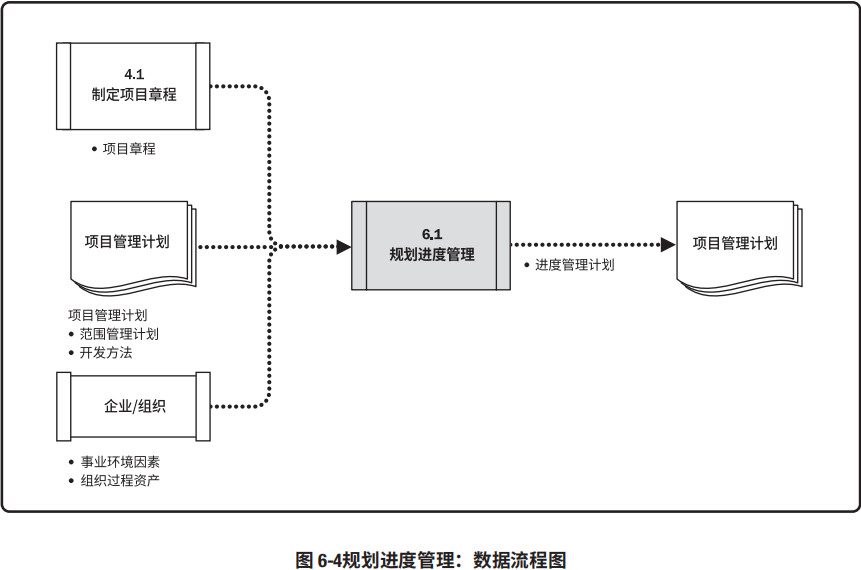 4.1
制定项目章程
• 项目章程
项目管理计划
项目管理计划
• 范围管理计划
• 开发方法
企业/组织
• 事业环境因素
• 组织过程资产
6.1
规划进度管理
• 进度管理计划
项目管理计划
图 6-4规划进度管理：数据流程图